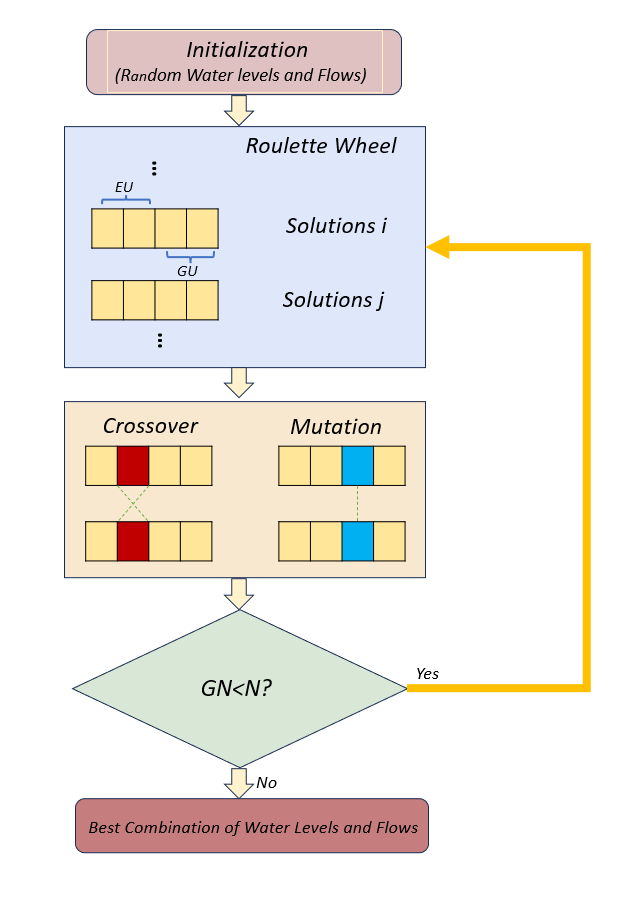 Initialization
(Random Water levels and Flows)
Roulette Wheel
...
EU
Solutions i
GU
Solutions j
...
Crossover
Mutation
GN<N?
Yes
No
Best Combination of Water Levels and Flows